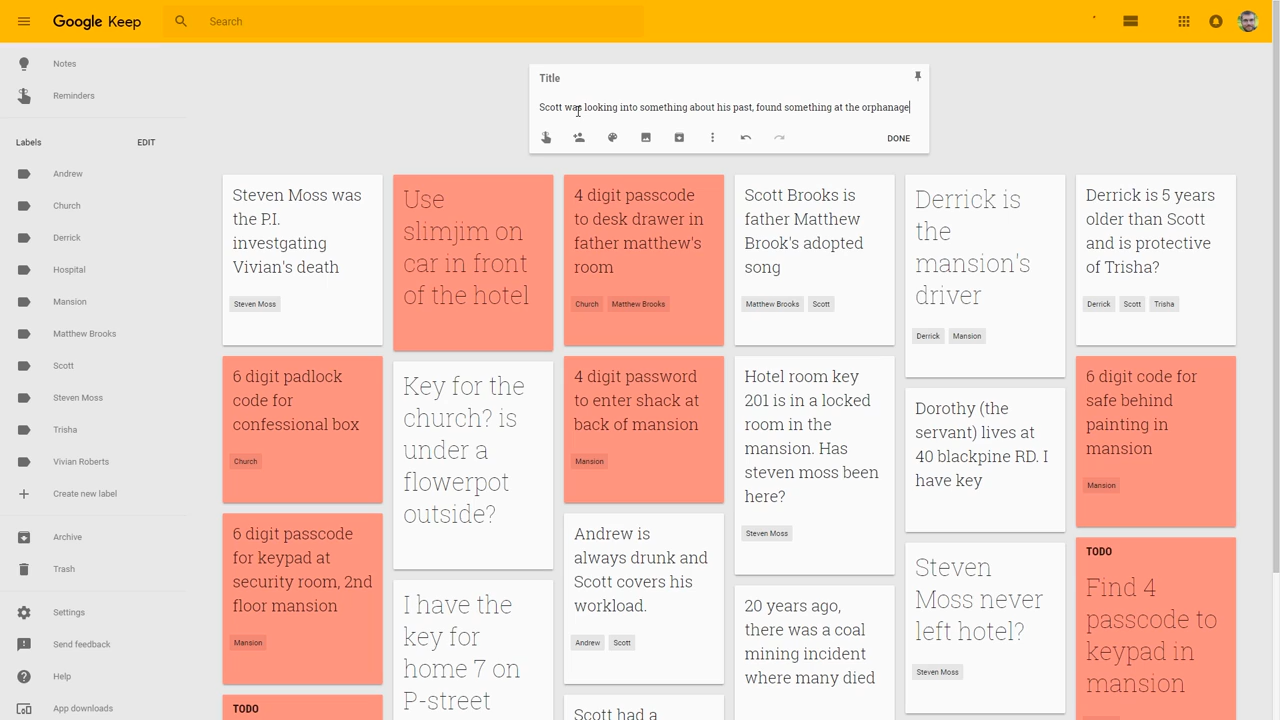 Google Keep
Search
Notes
Reminders
Labels
EDIT
Andrew
Church
Derrick
Hospital
Mansion
Matthew Brooks
Scott
Steven Moss
Trisha
Vivian Roberts
Create new label
Archive
Trash
Settings
Send feedback
Help
App downloads
Title
Scott was looking into something about his past, found something at the orphanage
DONE
Steven Moss was
the P.I.
investgating
Vivian's death
Steven Moss
6 digit padlock
code for
confessional box
Church
6 digit passcode
for keypad at
security room, 2nd
floor mansion
Mansion
TODO
Use
slimjim on
car in front
of the hotel
Key for the
church? is
under a
flowerpot
outside?
I have the
key for
home 7 on
P-street
4 digit passcode
to desk drawer in
father matthew's
room
Church
Matthew Brooks
4 digit password
to enter shack at
back of mansion
Mansion
Andrew is
always drunk and
Scott covers his
workload.
Andrew
Scott
Scott had a
Scott Brooks is
father Matthew
Brook's adopted
song
Matthew Brooks
Scott
Hotel room key
201 is in a locked
room in the
mansion. Has
steven moss been
here?
Steven Moss
20 years ago,
there was a coal
mining incident
where many died
Derrick is
the
mansion's
driver
Derrick
Mansion
Dorothy (the
servant) lives at
40 blackpine RD. I
have key
Steven
Moss never
left hotel?
Steven Moss
Derrick is 5 years
older than Scott
and is protective
of Trisha?
Derrick
Scott
Trisha
6 digit code for
safe behind
painting in
mansion
Mansion
TODO
Find 4
passcode to
keypad in
mansion